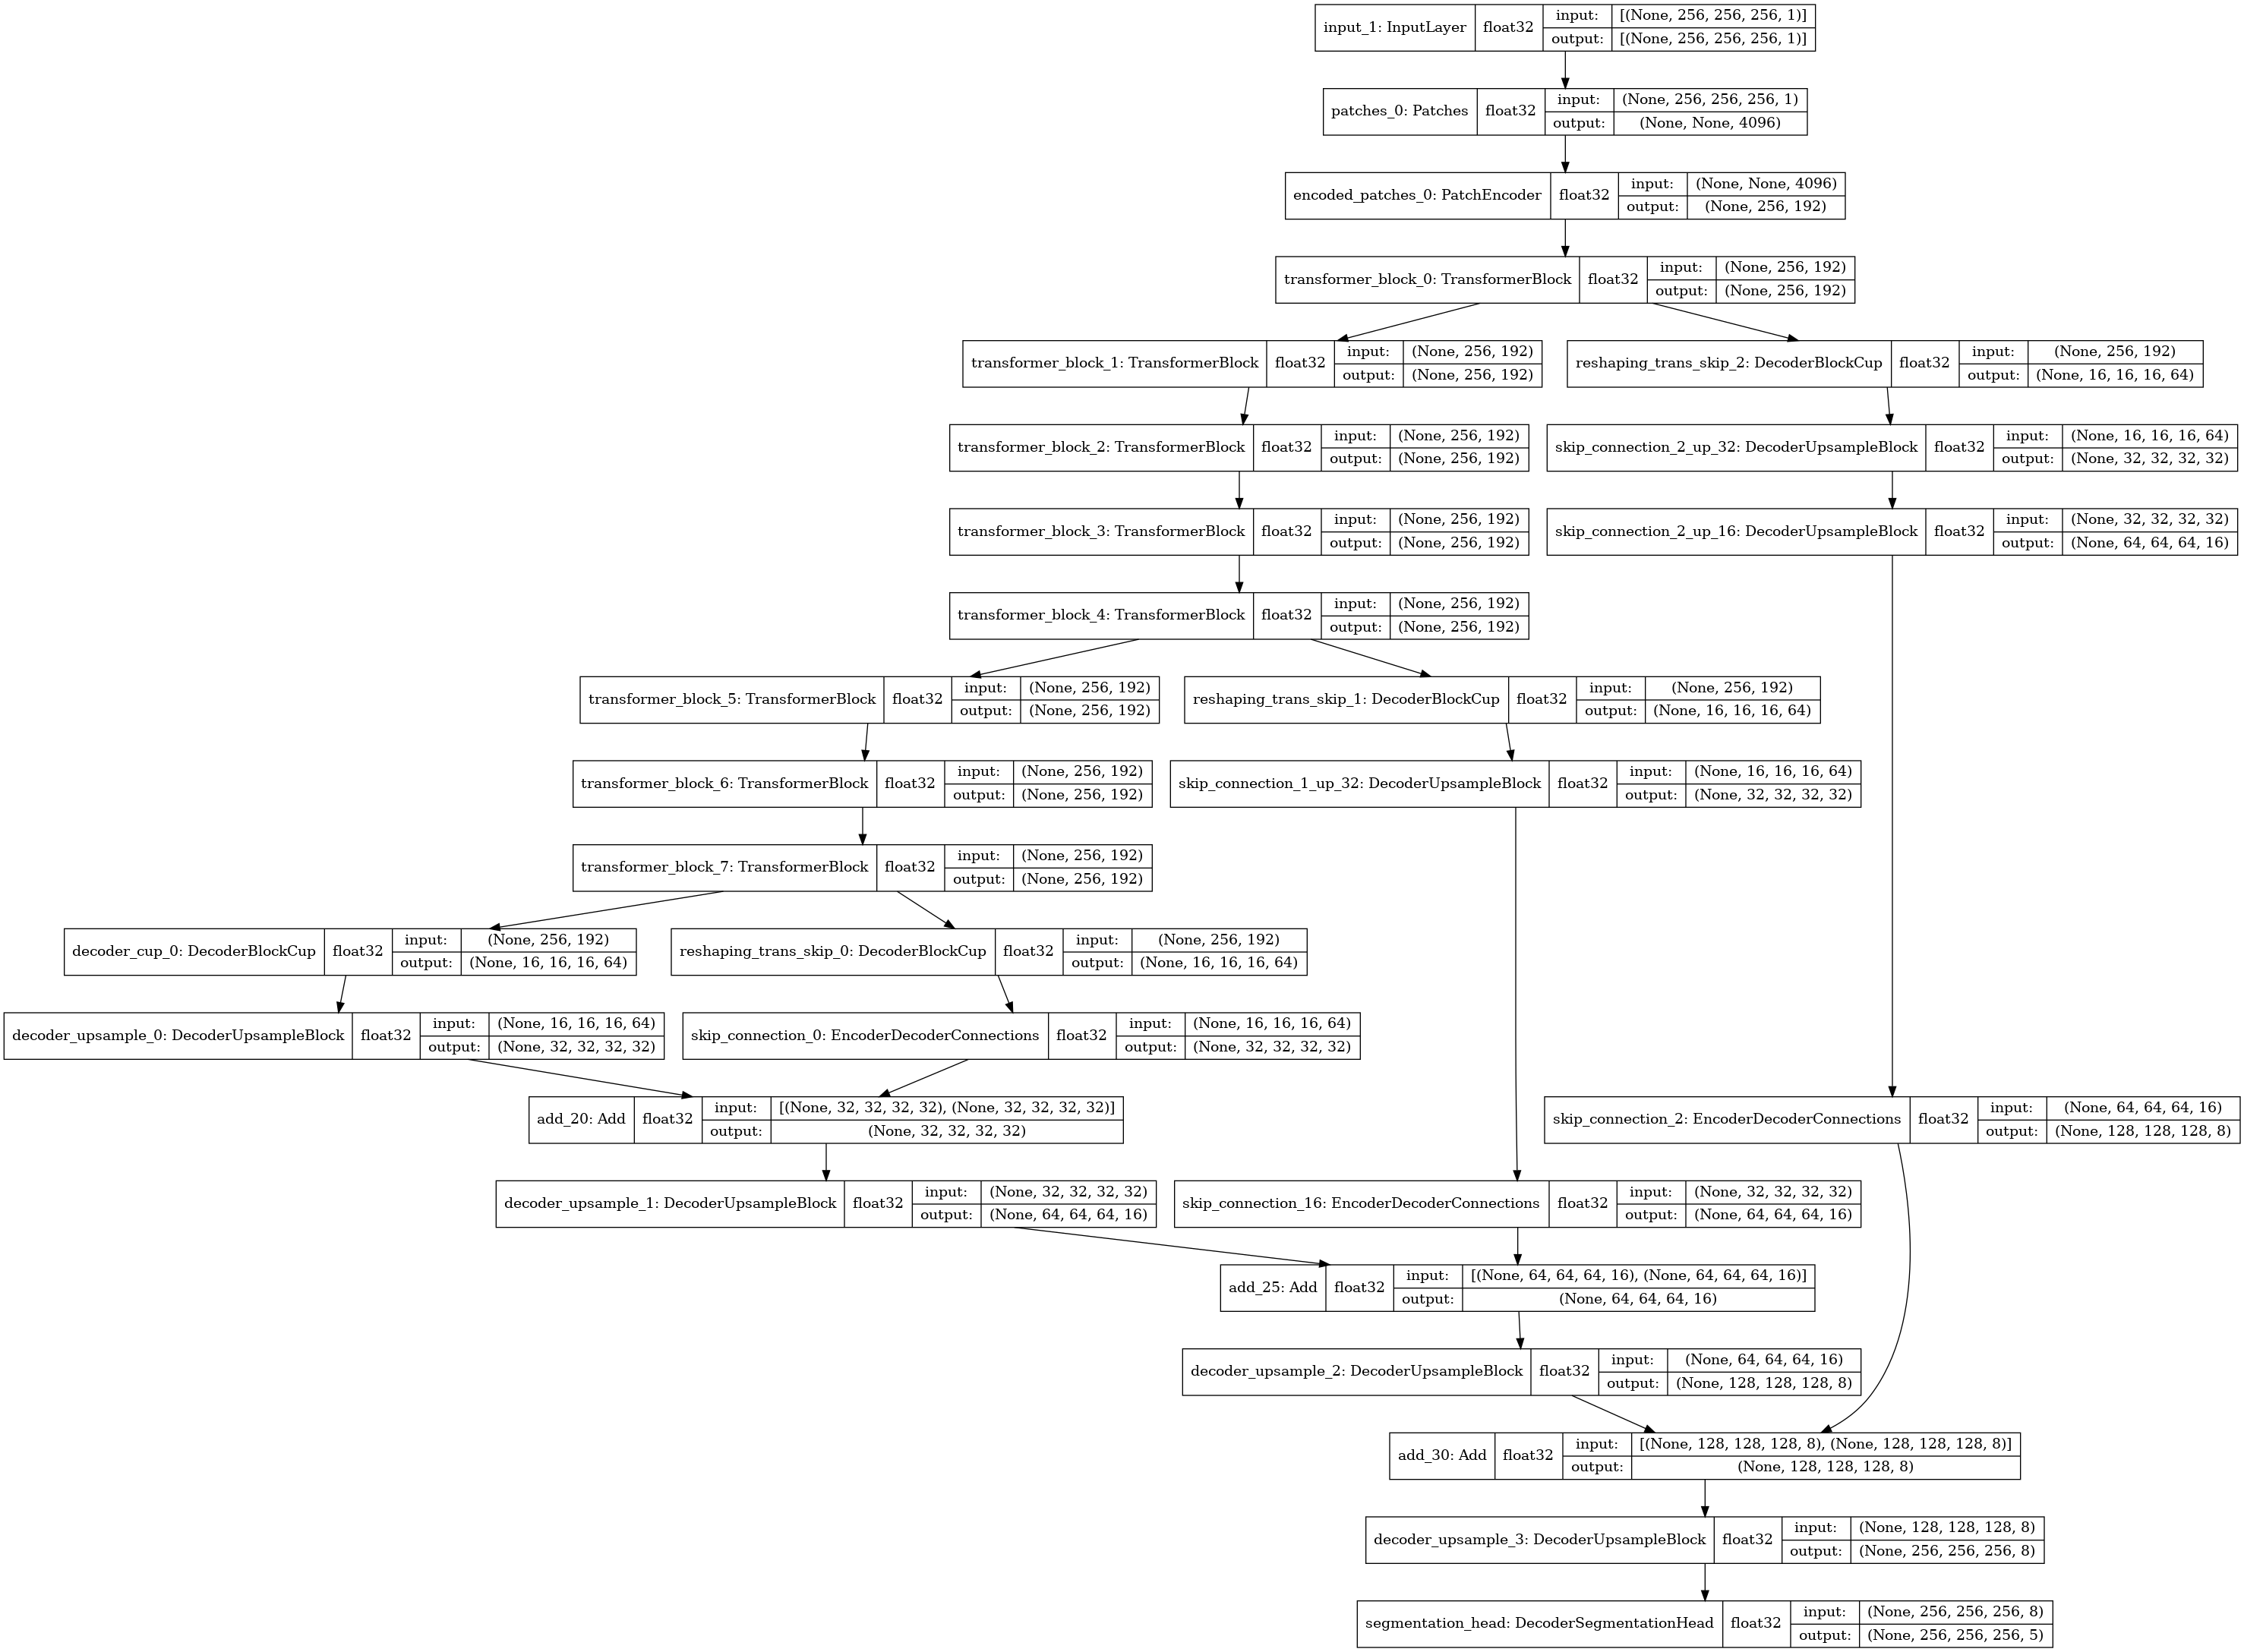 input_1: InputLayer float32 input: [(None, 256, 256, 256, 1)]
output: [(None, 256, 256, 256, 1)]
patches_0: Patches float32 input: (None, 256, 256, 256, 1)
output: (None, None, 4096)
encoded_patches_0: PatchEncoder float32 input: (None, None, 4096)
output: (None, 256, 192)
transformer_block_0: TransformerBlock float32 input: (None, 256, 192)
output: (None, 256, 192)
transformer_block_1: TransformerBlock float32 input: (None, 256, 192)
output: (None, 256, 192)
reshaping_trans_skip_2: DecoderBlockCup float32 input: (None, 256, 192)
output: (None, 16, 16, 16, 64)
transformer_block_2: TransformerBlock float32 input: (None, 256, 192)
output: (None, 256, 192)
skip_connection_2_up_32: DecoderUpsampleBlock float32 input: (None, 16, 16, 16, 64)
output: (None, 32, 32, 32, 32)
transformer_block_3: TransformerBlock float32 input: (None, 256, 192)
output: (None, 256, 192)
skip_connection_2_up_16: DecoderUpsampleBlock float32 input: (None, 32, 32, 32, 32)
output: (None, 64, 64, 64, 16)
transformer_block_4: TransformerBlock float32 input: (None, 256, 192)
output: (None, 256, 192)
transformer_block_5: TransformerBlock float32 input: (None, 256, 192)
output: (None, 256, 192)
reshaping_trans_skip_1: DecoderBlockCup float32 input: (None, 256, 192)
output: (None, 16, 16, 16, 64)
transformer_block_6: TransformerBlock float32 input: (None, 256, 192)
output: (None, 256, 192)
skip_connection_1_up_32: DecoderUpsampleBlock float32 input: (None, 16, 16, 16, 64)
output: (None, 32, 32, 32, 32)
transformer_block_7: TransformerBlock float32 input: (None, 256, 192)
output: (None, 256, 192)
decoder_cup_0: DecoderBlockCup float32 input: (None, 256, 192)
output: (None, 16, 16, 16, 64)
reshaping_trans_skip_0: DecoderBlockCup float32 input: (None, 256, 192)
output: (None, 16, 16, 16, 64)
decoder_upsample_0: DecoderUpsampleBlock float32 input: (None, 16, 16, 16, 64)
output: (None, 32, 32, 32, 32)
skip_connection_0: EncoderDecoderConnections float32 input: (None, 16, 16, 16, 64)
output: (None, 32, 32, 32, 32)
add_20: Add float32 input: [(None, 32, 32, 32, 32), (None, 32, 32, 32, 32)]
output: (None, 32, 32, 32, 32)
skip_connection_2: EncoderDecoderConnections float32 input: (None, 64, 64, 64, 16)
output: (None, 128, 128, 128, 8)
decoder_upsample_1: DecoderUpsampleBlock float32 input: (None, 32, 32, 32, 32)
output: (None, 64, 64, 64, 16)
skip_connection_16: EncoderDecoderConnections float32 input: (None, 32, 32, 32, 32)
output: (None, 64, 64, 64, 16)
add_25: Add float32 input: [(None, 64, 64, 64, 16), (None, 64, 64, 64, 16)]
output: (None, 64, 64, 64, 16)
decoder_upsample_2: DecoderUpsampleBlock float32 input: (None, 64, 64, 64, 16)
output: (None, 128, 128, 128, 8)
add_30: Add float32 input: [(None, 128, 128, 128, 8), (None, 128, 128, 128, 8)]
output: (None, 128, 128, 128, 8)
decoder_upsample_3: DecoderUpsampleBlock float32 input: (None, 128, 128, 128, 8)
output: (None, 256, 256, 256, 8)
segmentation_head: DecoderSegmentationHead float32 input: (None, 256, 256, 256, 8)
output: (None, 256, 256, 256, 5)